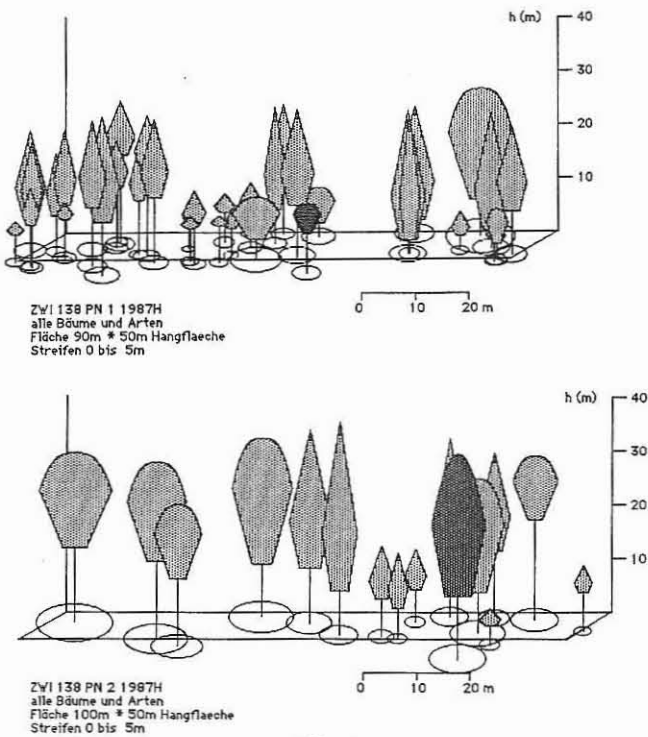 h (m)
40
30
20
10
0 10 20 m
ZWI 138 PN 1 1987H
alle Bäume und Arten
Fläche 90m * 50m Hangflaeche
Streifen 0 bis 5m
h (m)
40
30
20
10
0 10 20 m
ZWI 138 PN 2 1987H
alle Bäume und Arten
Fläche 100m * 50m Hangflaeche
Streifen 0 bis 5m